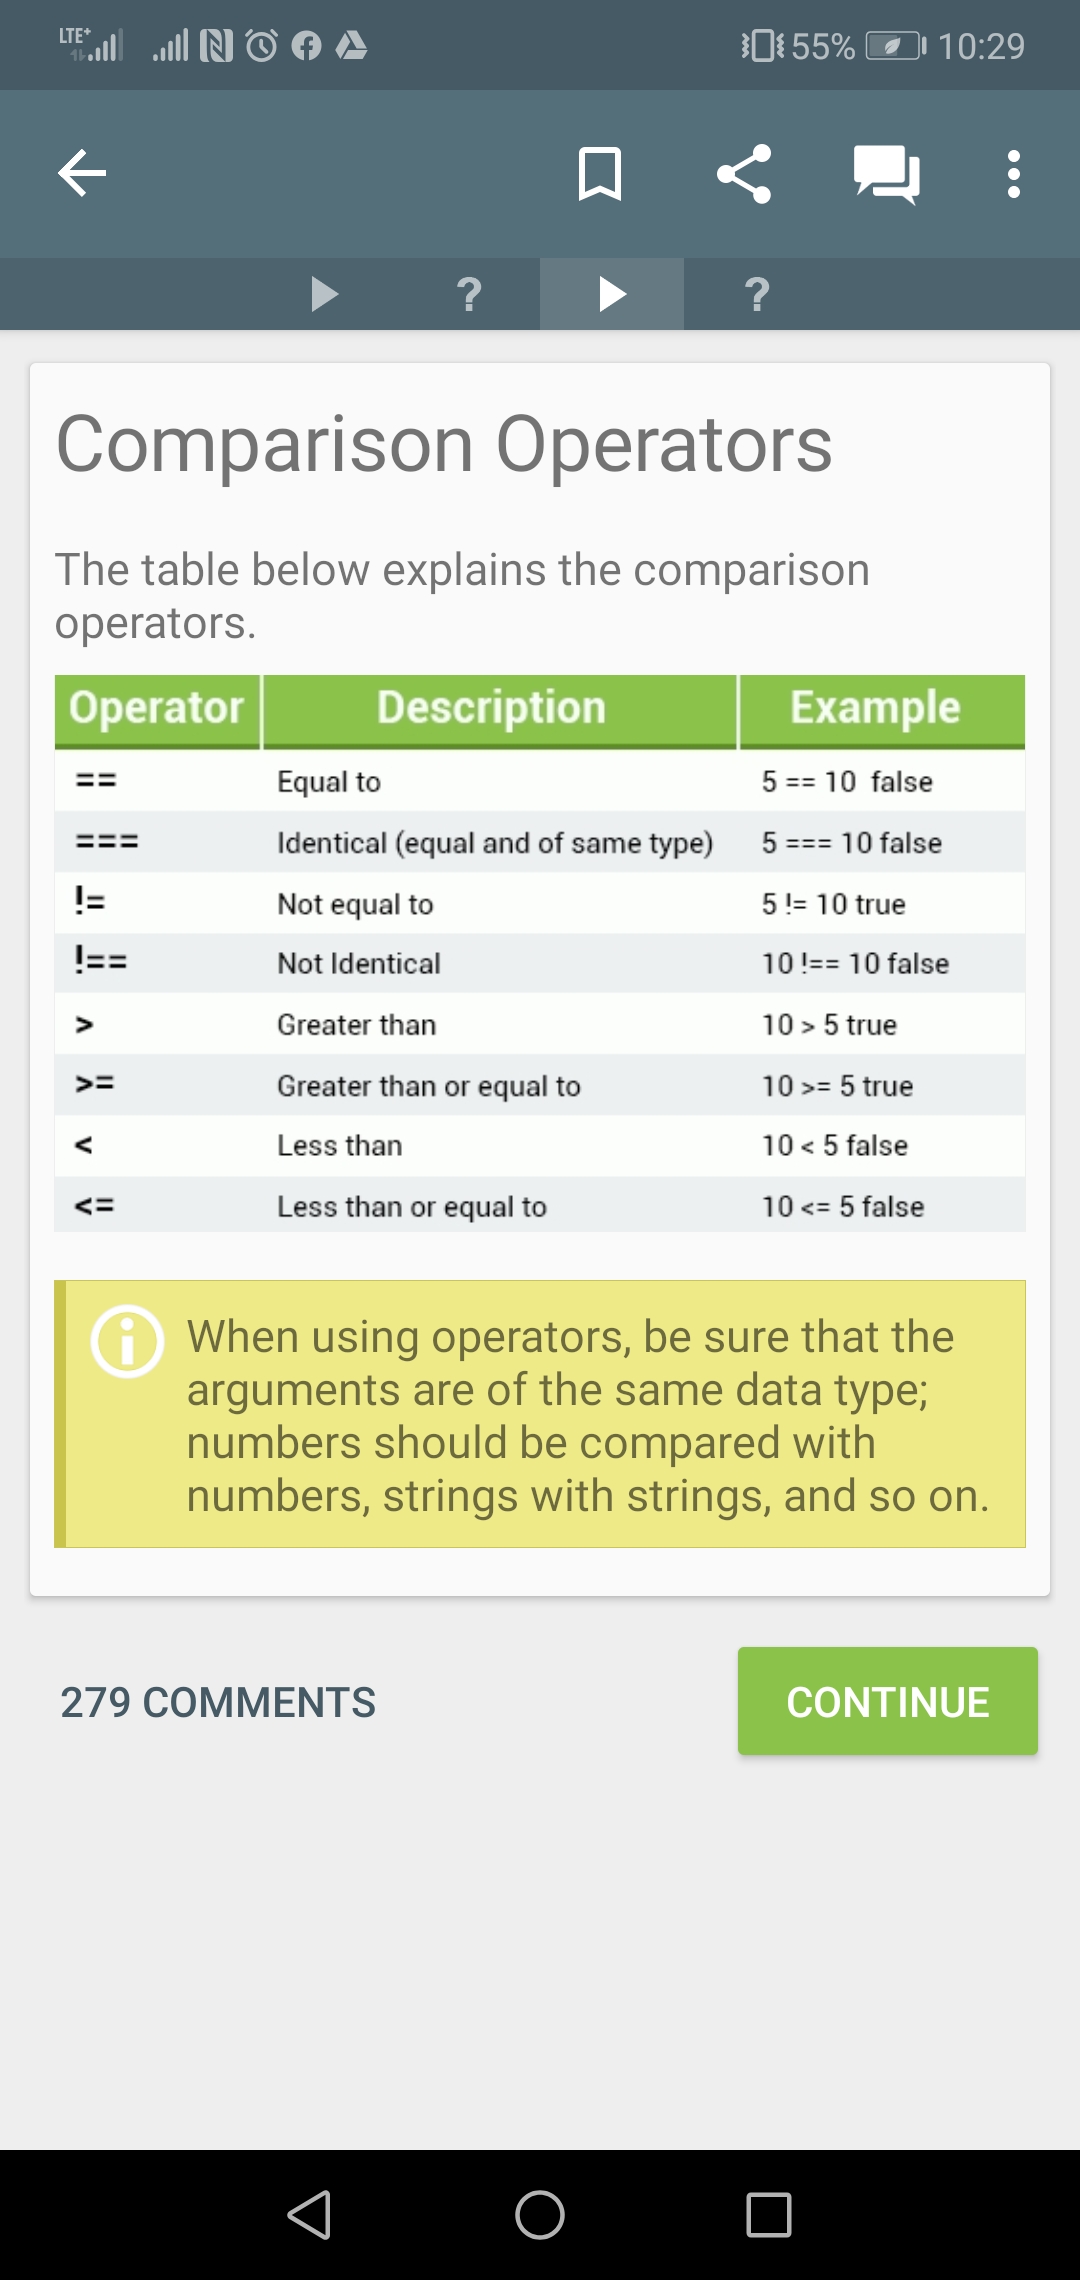 LTE+ 55% 10:29
? ?
Comparison Operators
The table below explains the comparison
operators.
Operator Description Example
== Equal to 5 == 10 false
=== Identical (equal and of same type) 5 === 10 false
!= Not equal to 5 != 10 true
!== Not Identical 10 !== 10 false
> Greater than 10 > 5 true
>= Greater than or equal to 10 >= 5 true
< Less than 10 < 5 false
<= Less than or equal to 10 <= 5 false
When using operators, be sure that the
arguments are of the same data type;
numbers should be compared with
numbers, strings with strings, and so on.
279 COMMENTS CONTINUE